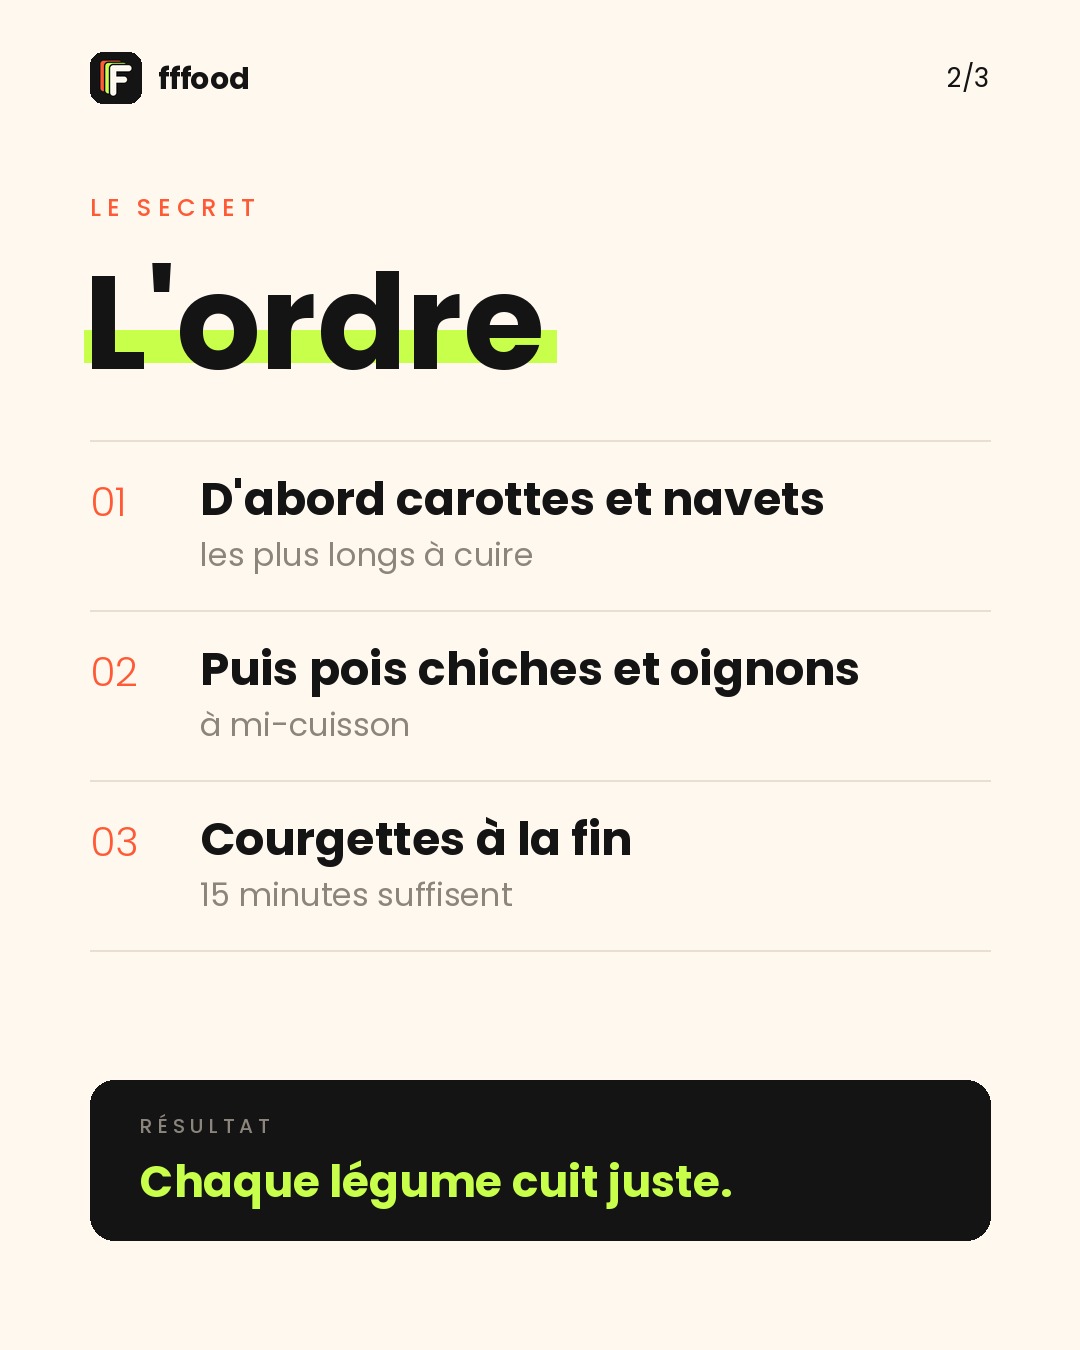 F fffood
2/3
LE SECRET
L'ordre
01 D'abord carottes et navets
les plus longs à cuire
02 Puis pois chiches et oignons
à mi-cuisson
03 Courgettes à la fin
15 minutes suffisent
RÉSULTAT
Chaque légume cuit juste.